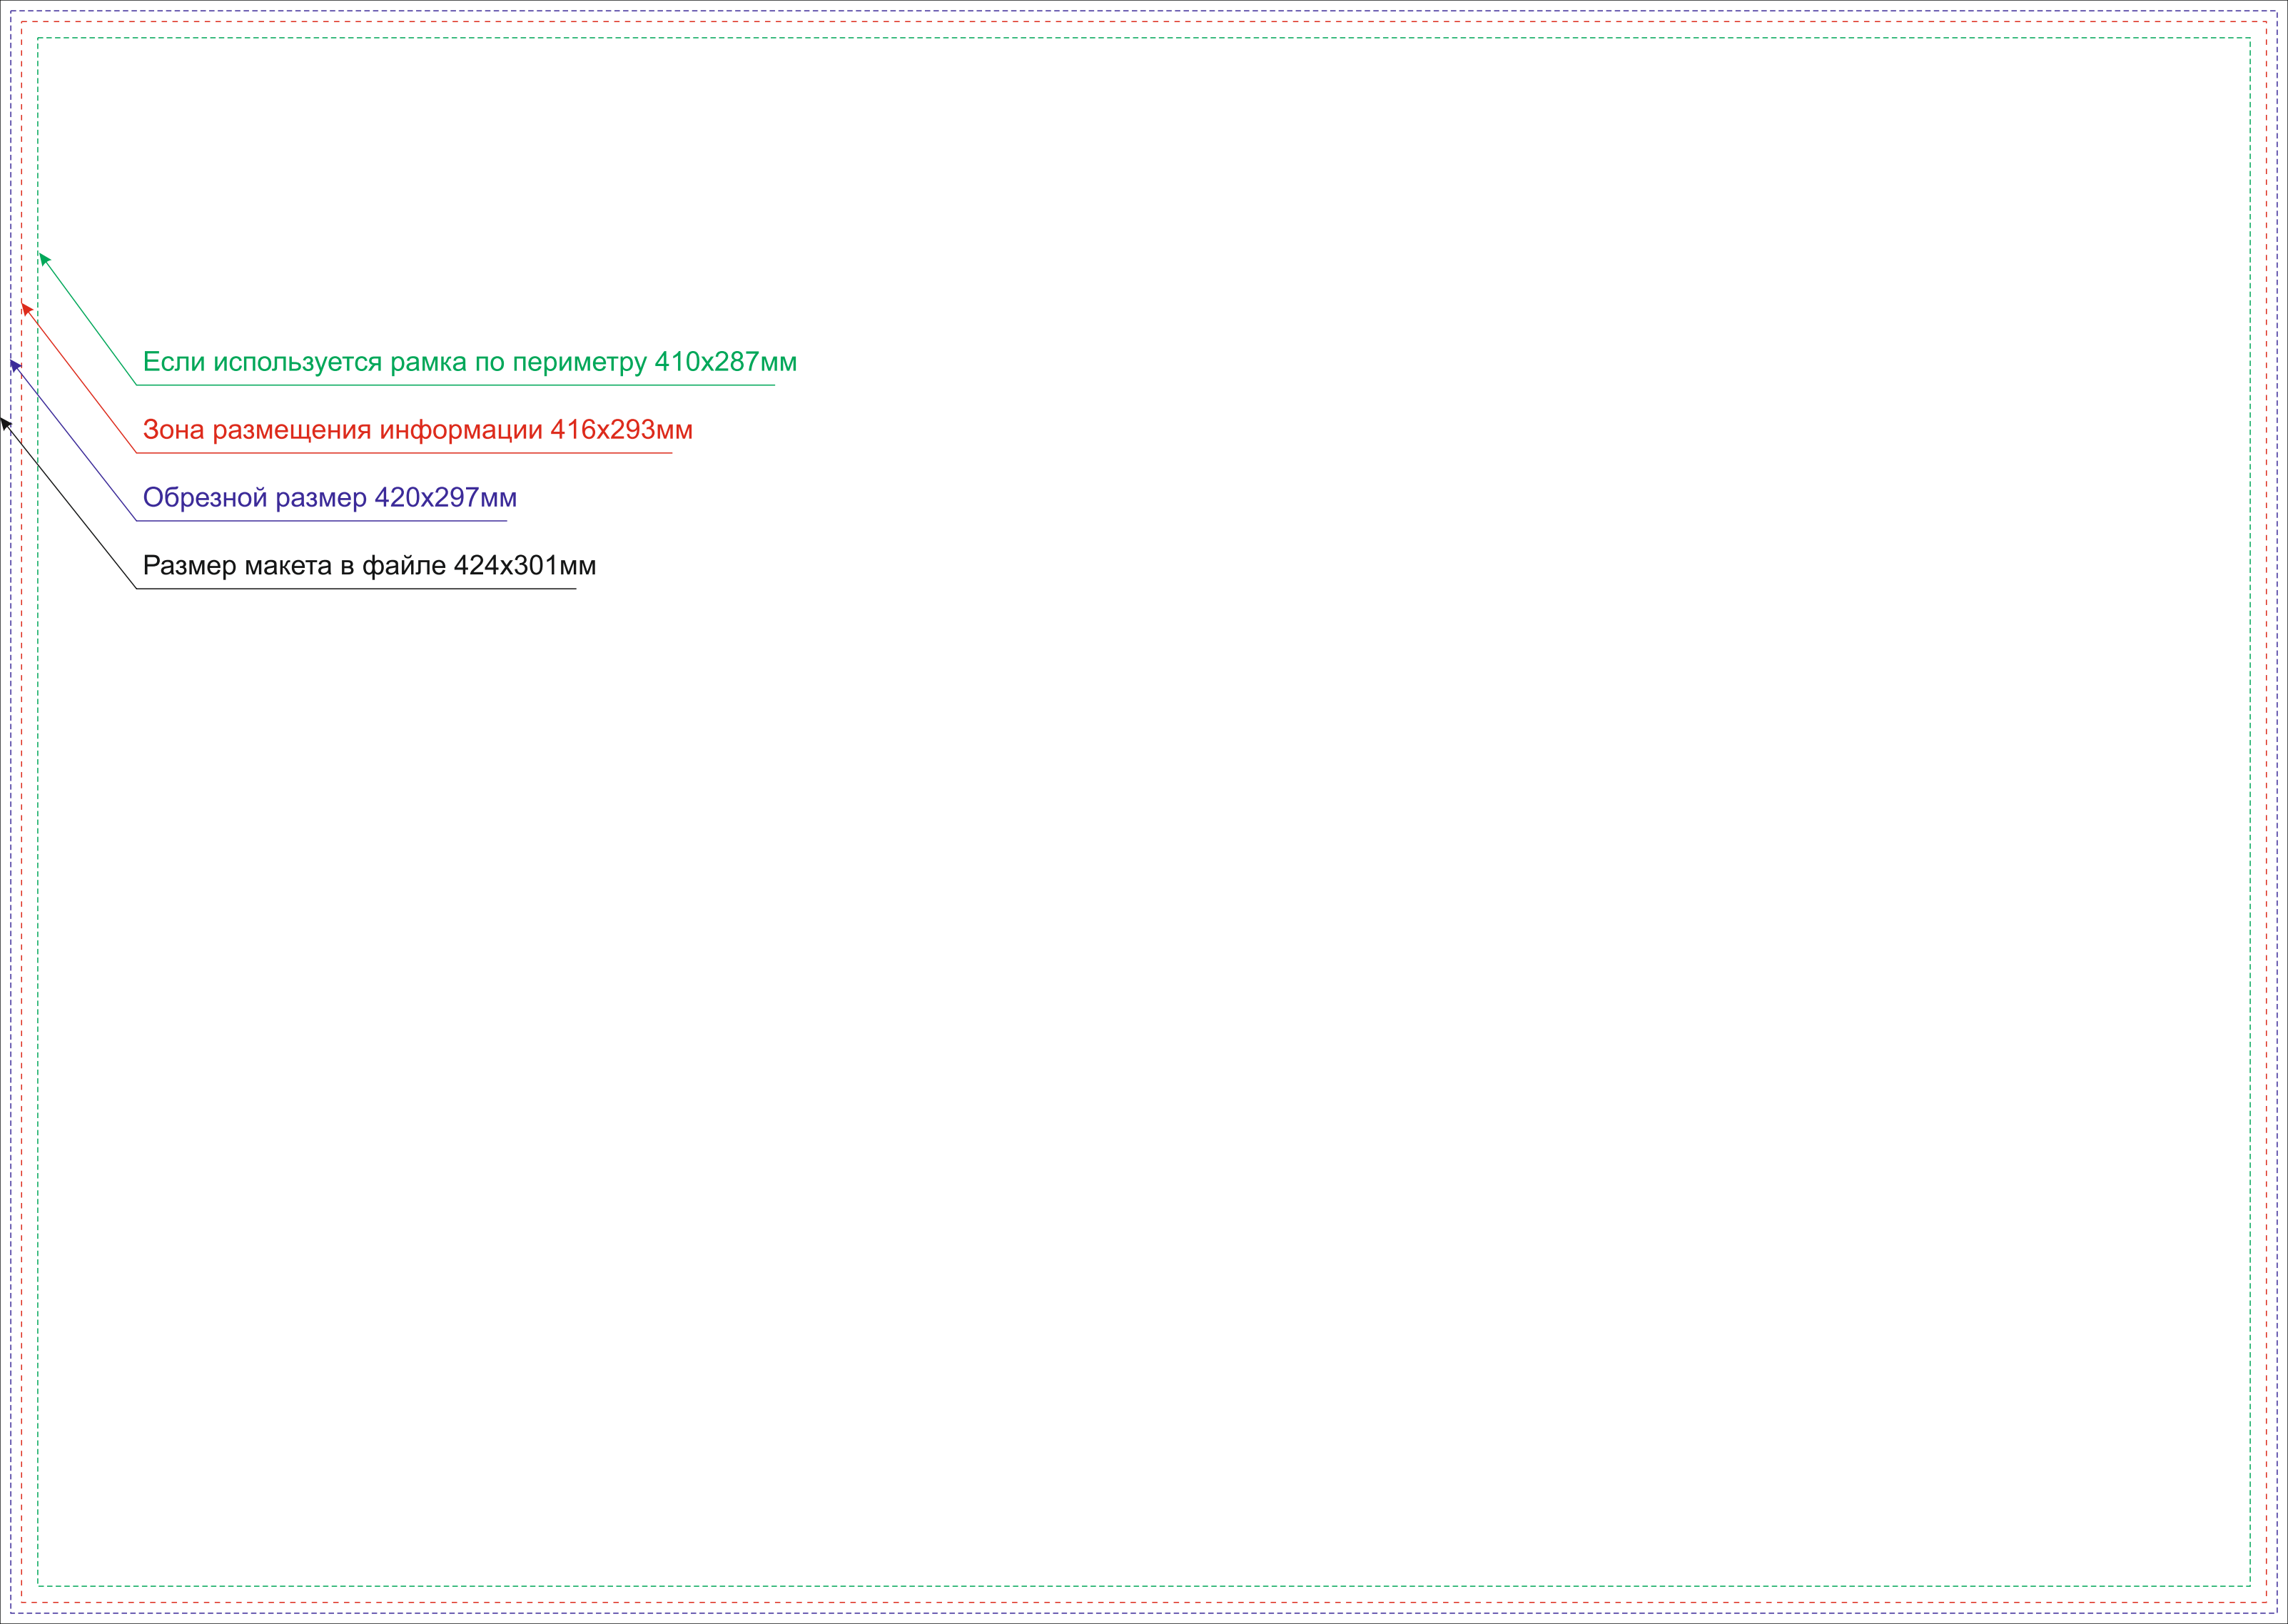 Если используется рамка по периметру 410х287мм
Зона размещения информации 416х293мм
Обрезной размер 420х297мм
Размер макета в файле 424х301мм